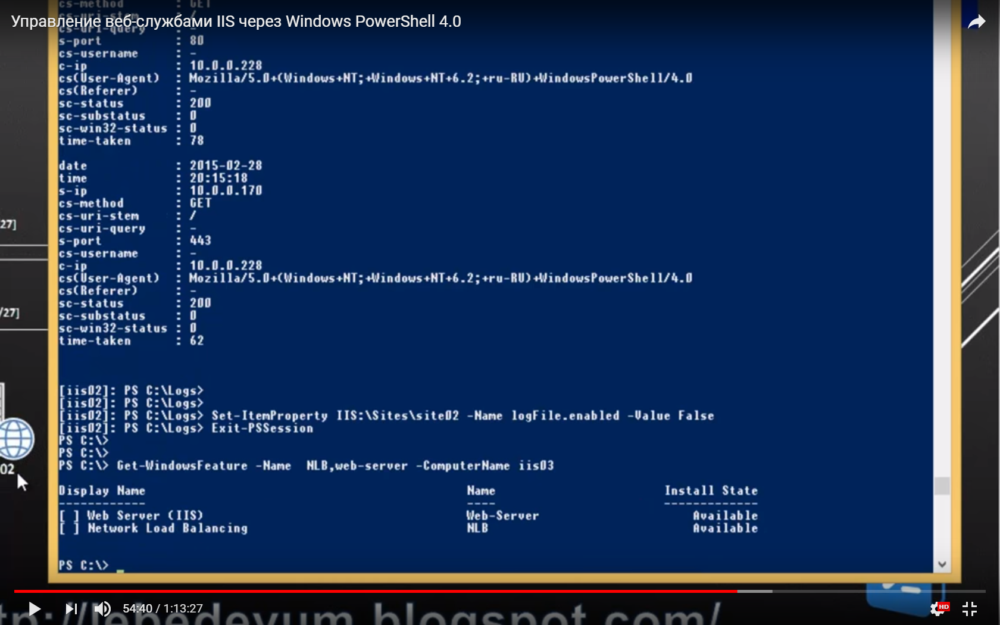 cs-method : GET
Управление веб-службами IIS через Windows PowerShell 4.0
cs-uri-stem : /
cs-uri-query : -
s-port : 80
cs-username : -
c-ip : 10.0.0.228
cs(User-Agent) : Mozilla/5.0+(Windows+NT;+Windows+NT+6.2;+ru-RU)+WindowsPowerShell/4.0
cs(Referer) : -
sc-status : 200
sc-substatus : 0
sc-win32-status : 0
time-taken : 78
date : 2015-02-28
time : 20:15:18
s-ip : 10.0.0.170
cs-method : GET
cs-uri-stem : /
cs-uri-query : -
s-port : 443
cs-username : -
c-ip : 10.0.0.228
cs(User-Agent) : Mozilla/5.0+(Windows+NT;+Windows+NT+6.2;+ru-RU)+WindowsPowerShell/4.0
cs(Referer) : -
sc-status : 200
sc-substatus : 0
sc-win32-status : 0
time-taken : 62
27]
/27]
[iis02]: PS C:\Logs>
[iis02]: PS C:\Logs>
[iis02]: PS C:\Logs> Set-ItemProperty IIS:\Sites\site02 -Name logFile.enabled -Value False
[iis02]: PS C:\Logs> Exit-PSSession
PS C:\>
PS C:\>
PS C:\> Get-WindowsFeature -Name NLB,web-server -ComputerName iis03
02
Display Name Name Install State
------------ ---- -------------
[ ] Web Server (IIS) Web-Server Available
[ ] Network Load Balancing NLB Available
PS C:\> _
54:40 / 1:13:27
HD
tp://lebedevum.blogspot.com/